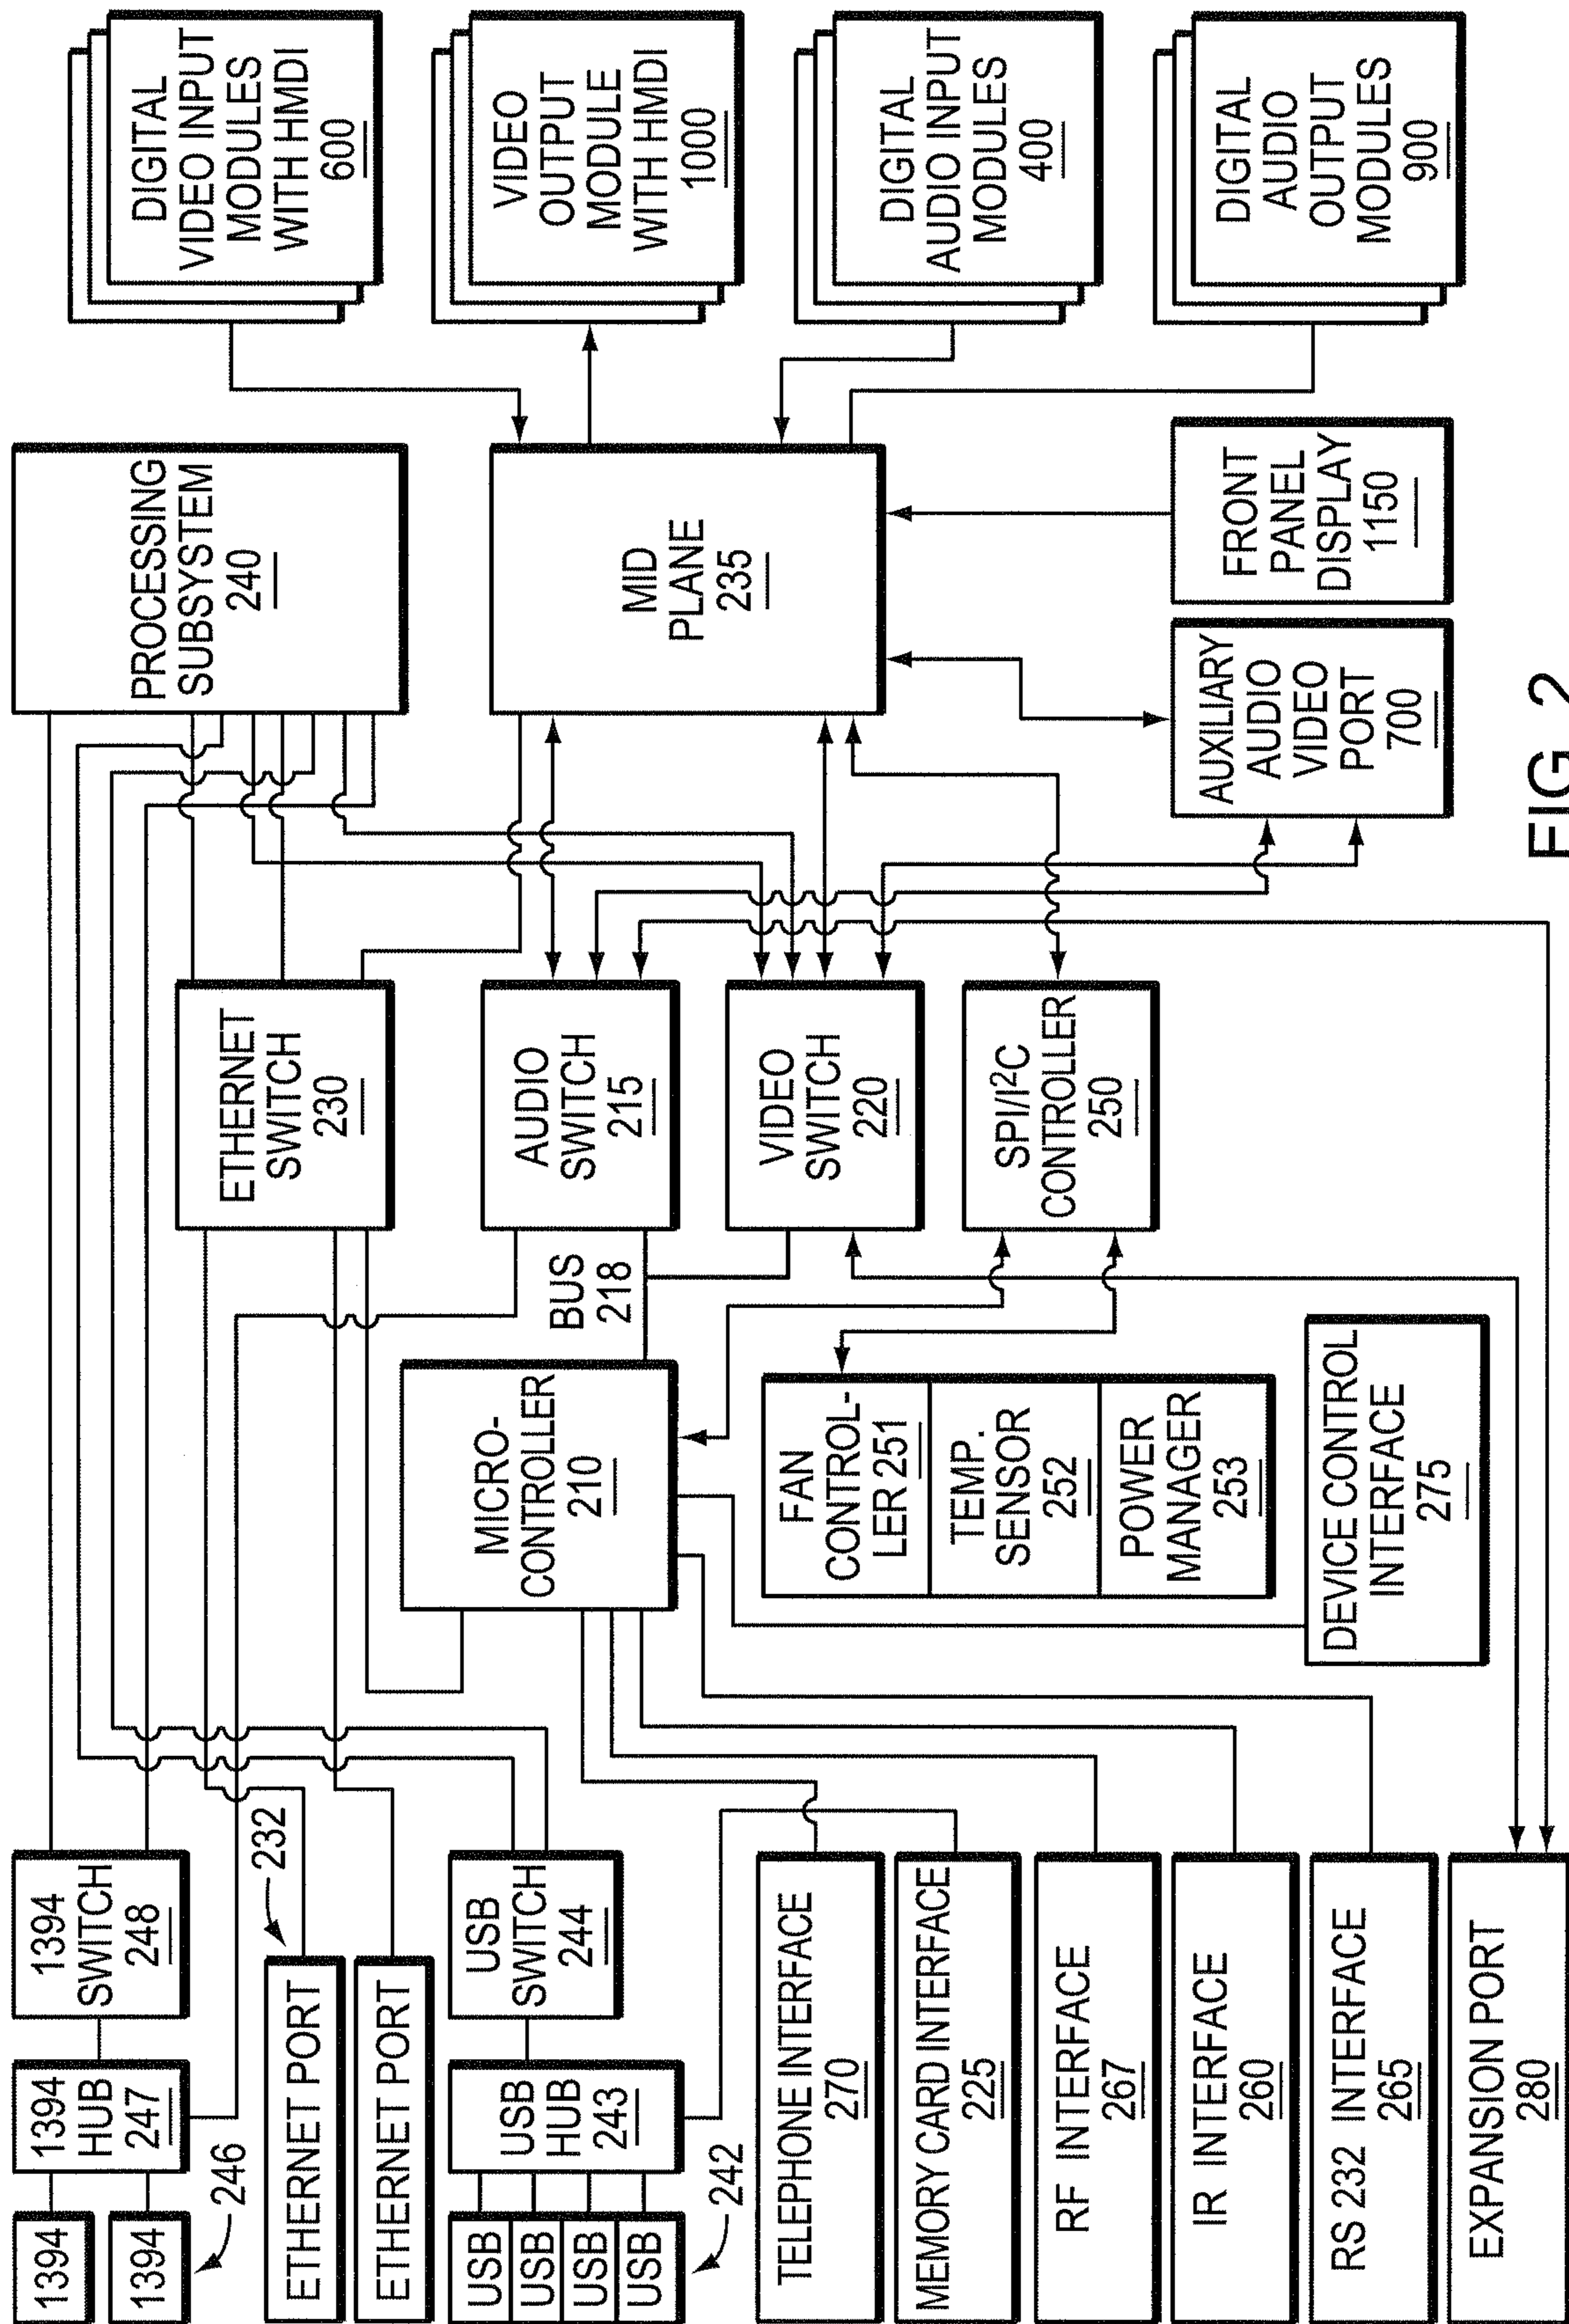 1394
1394
246
1394
HUB
247
1394
SWITCH
248
ETHERNET PORT
ETHERNET PORT
232
USB
USB
USB
USB
242
USB
HUB
243
USB
SWITCH
244
TELEPHONE INTERFACE
270
MEMORY CARD INTERFACE
225
RF INTERFACE
267
IR INTERFACE
260
RS 232 INTERFACE
265
EXPANSION PORT
280
MICRO-
CONTROLLER
210
BUS
218
FAN
CONTROL-
LER 251
TEMP.
SENSOR
252
POWER
MANAGER
253
DEVICE CONTROL
INTERFACE
275
ETHERNET
SWITCH
230
AUDIO
SWITCH
215
VIDEO
SWITCH
220
SPI/I²C
CONTROLLER
250
PROCESSING
SUBSYSTEM
240
MID
PLANE
235
AUXILIARY
AUDIO
VIDEO
PORT
700
FRONT
PANEL
DISPLAY
1150
DIGITAL
VIDEO INPUT
MODULES
WITH HMDI
600
VIDEO
OUTPUT
MODULE
WITH HMDI
1000
DIGITAL
AUDIO INPUT
MODULES
400
DIGITAL
AUDIO
OUTPUT
MODULES
900
FIG. 2